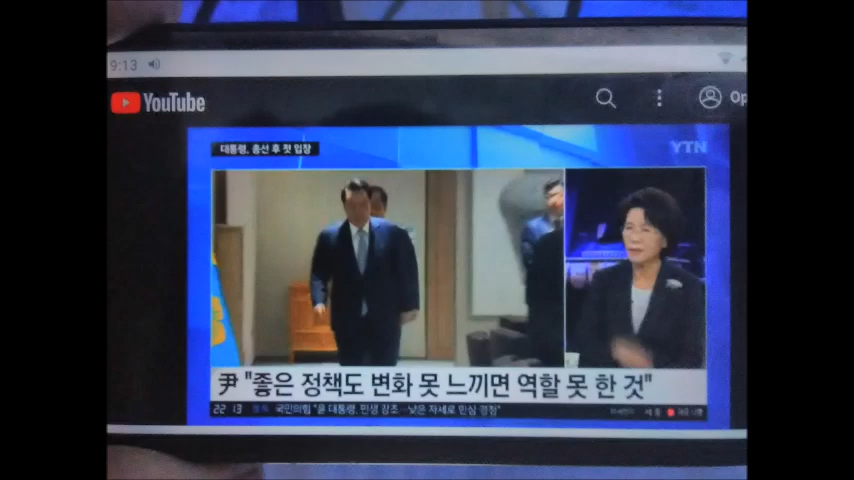 9:13
YouTube
Op
대통령, 총선 후 첫 입장
YTN
尹 "좋은 정책도 변화 못 느끼면 역할 못 한 것"
22 13 국민의힘 "윤 대통령, 민생 강조…낮은 자세로 민심 경청"